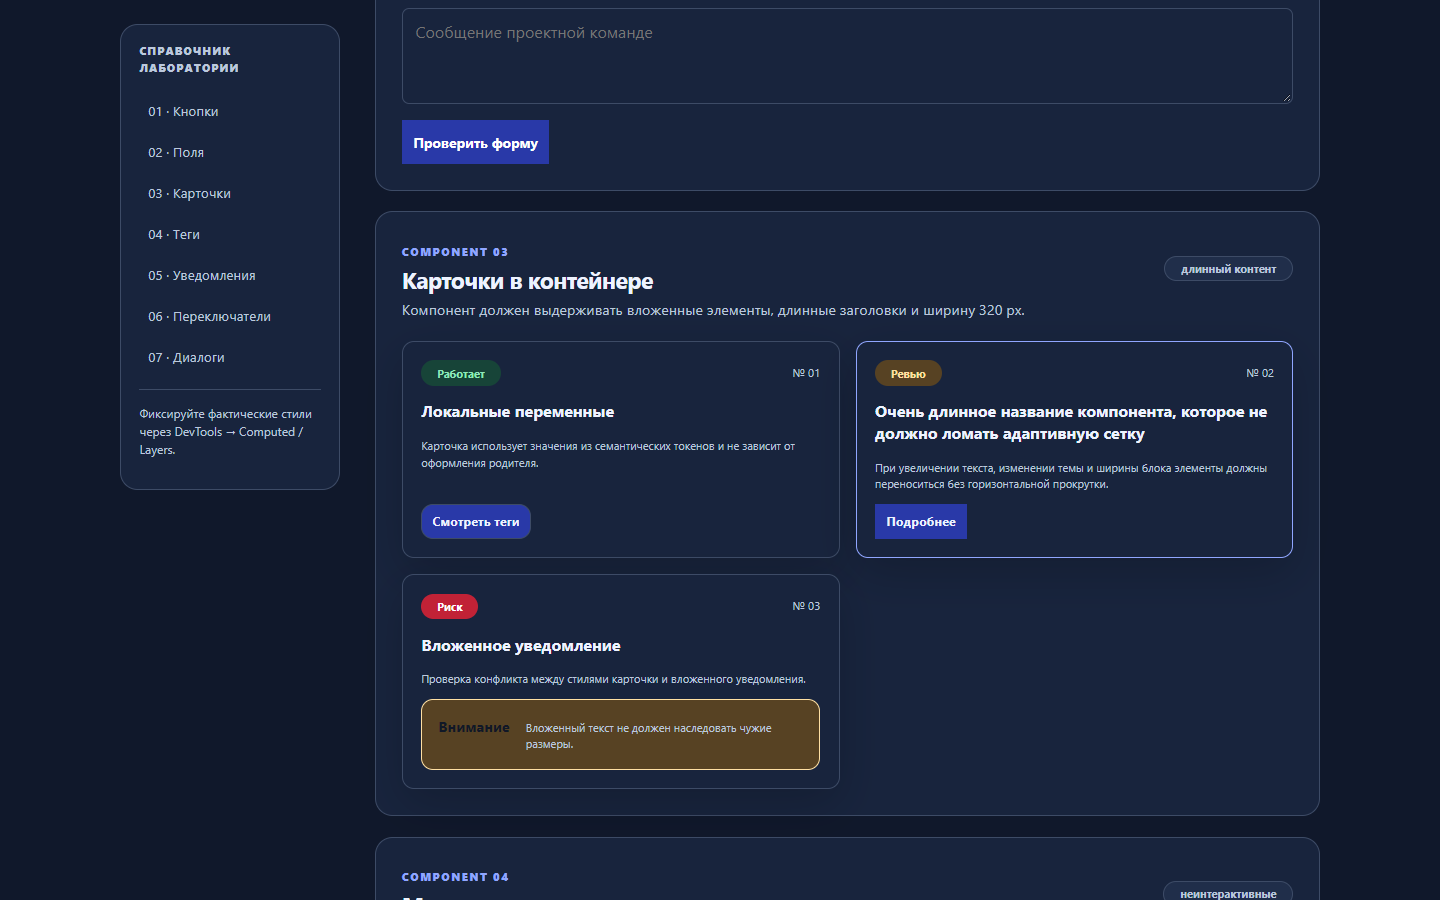 СПРАВОЧНИК
ЛАБОРАТОРИИ
01 · Кнопки
02 · Поля
03 · Карточки
04 · Теги
05 · Уведомления
06 · Переключатели
07 · Диалоги
Фиксируйте фактические стили
через DevTools → Computed /
Layers.
Сообщение проектной команде
Проверить форму
COMPONENT 03
Карточки в контейнере
длинный контент
Компонент должен выдерживать вложенные элементы, длинные заголовки и ширину 320 px.
Работает
№ 01
Локальные переменные
Карточка использует значения из семантических токенов и не зависит от
оформления родителя.
Смотреть теги
Ревью
№ 02
Очень длинное название компонента, которое не
должно ломать адаптивную сетку
При увеличении текста, изменении темы и ширины блока элементы должны
переноситься без горизонтальной прокрутки.
Подробнее
Риск
№ 03
Вложенное уведомление
Проверка конфликта между стилями карточки и вложенного уведомления.
Внимание
Вложенный текст не должен наследовать чужие
размеры.
COMPONENT 04
неинтерактивные